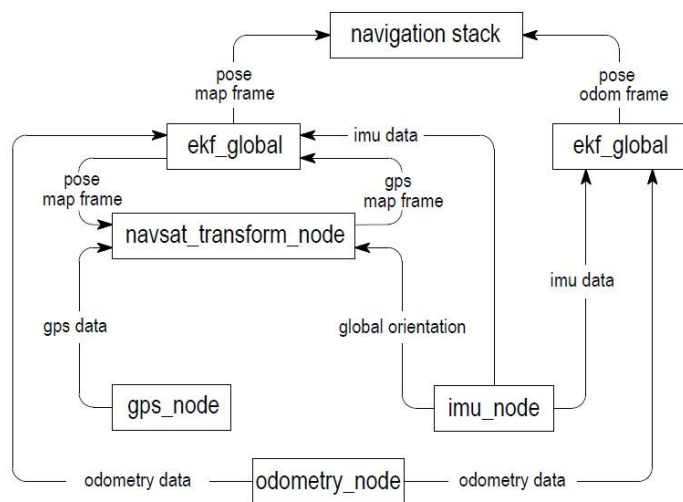 navigation stack
pose
map frame
pose
odom frame
ekf_global
imu data
ekf_global
pose
map frame
gps
map frame
navsat_transform_node
imu data
gps data
global orientation
gps_node
imu_node
odometry data
odometry_node
odometry data